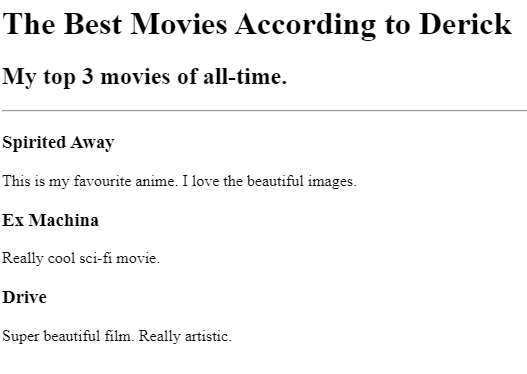 The Best Movies According to Derick
My top 3 movies of all-time.
Spirited Away
This is my favourite anime. I love the beautiful images.
Ex Machina
Really cool sci-fi movie.
Drive
Super beautiful film. Really artistic.